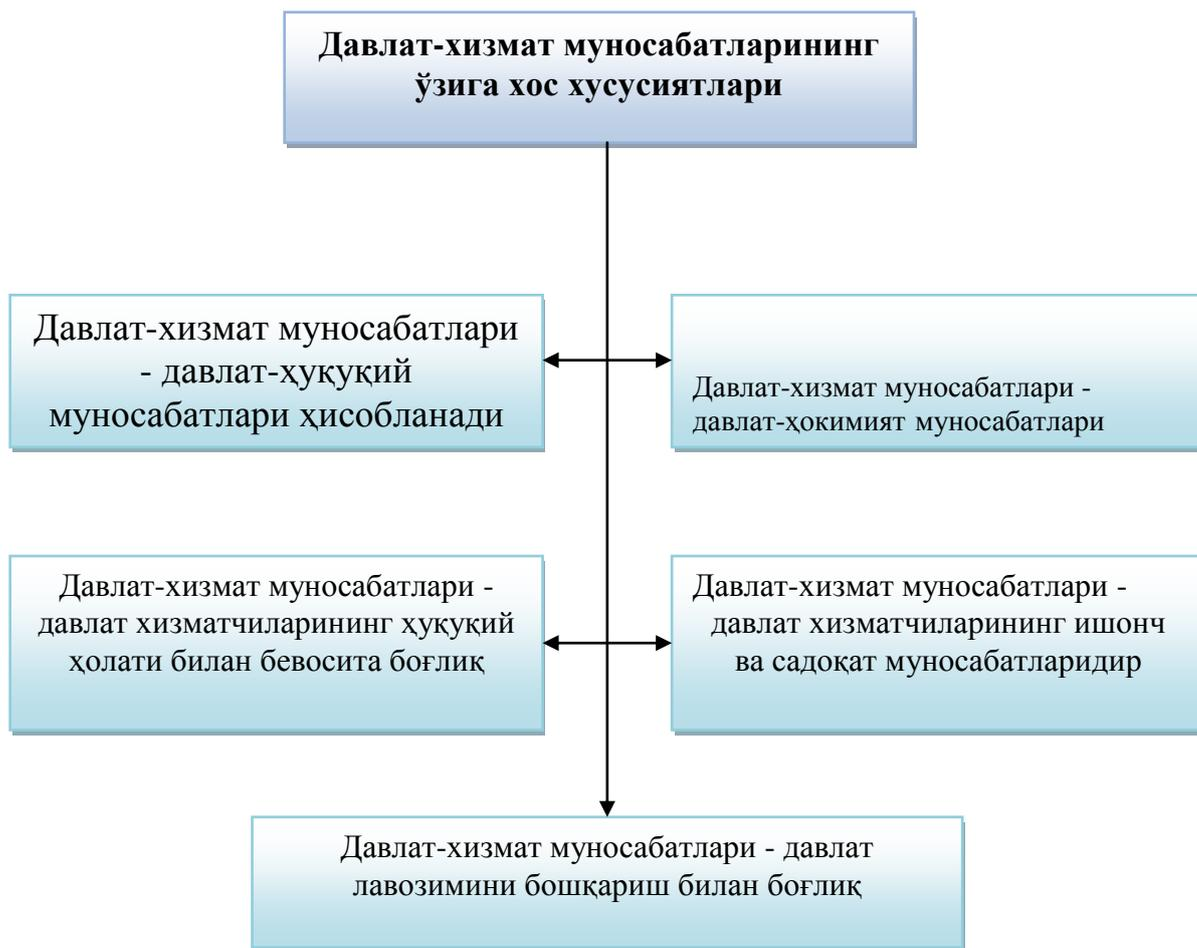 Давлат-хизмат муносабатларининг
ўзига хос хусусиятлари
Давлат-хизмат муносабатлари
- давлат-ҳуқуқий
муносабатлари ҳисобланади
Давлат-хизмат муносабатлари -
давлат-ҳокимият муносабатлари
Давлат-хизмат муносабатлари -
давлат хизматчиларининг ҳуқуқий
ҳолати билан бевосита боғлиқ
Давлат-хизмат муносабатлари -
давлат хизматчиларининг ишонч
ва садоқат муносабатларидир
Давлат-хизмат муносабатлари - давлат
лавозимини бошқариш билан боғлиқ